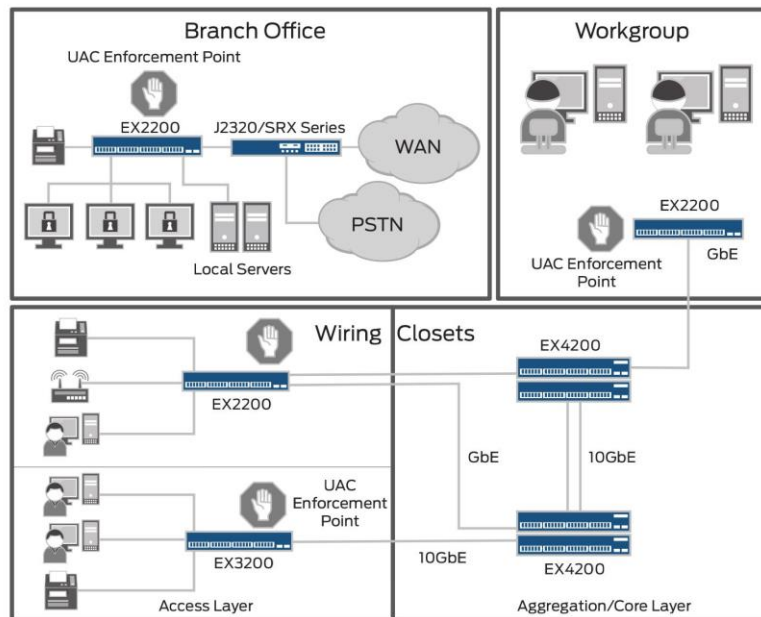 Branch Office
UAC Enforcement Point
EX2200
J2320/SRX Series
WAN
PSTN
Local Servers
Workgroup
EX2200
GbE
UAC Enforcement
Point
Wiring Closets
EX2200
EX4200
GbE
10GbE
UAC
Enforcement
Point
EX3200
10GbE
EX4200
Access Layer
Aggregation/Core Layer